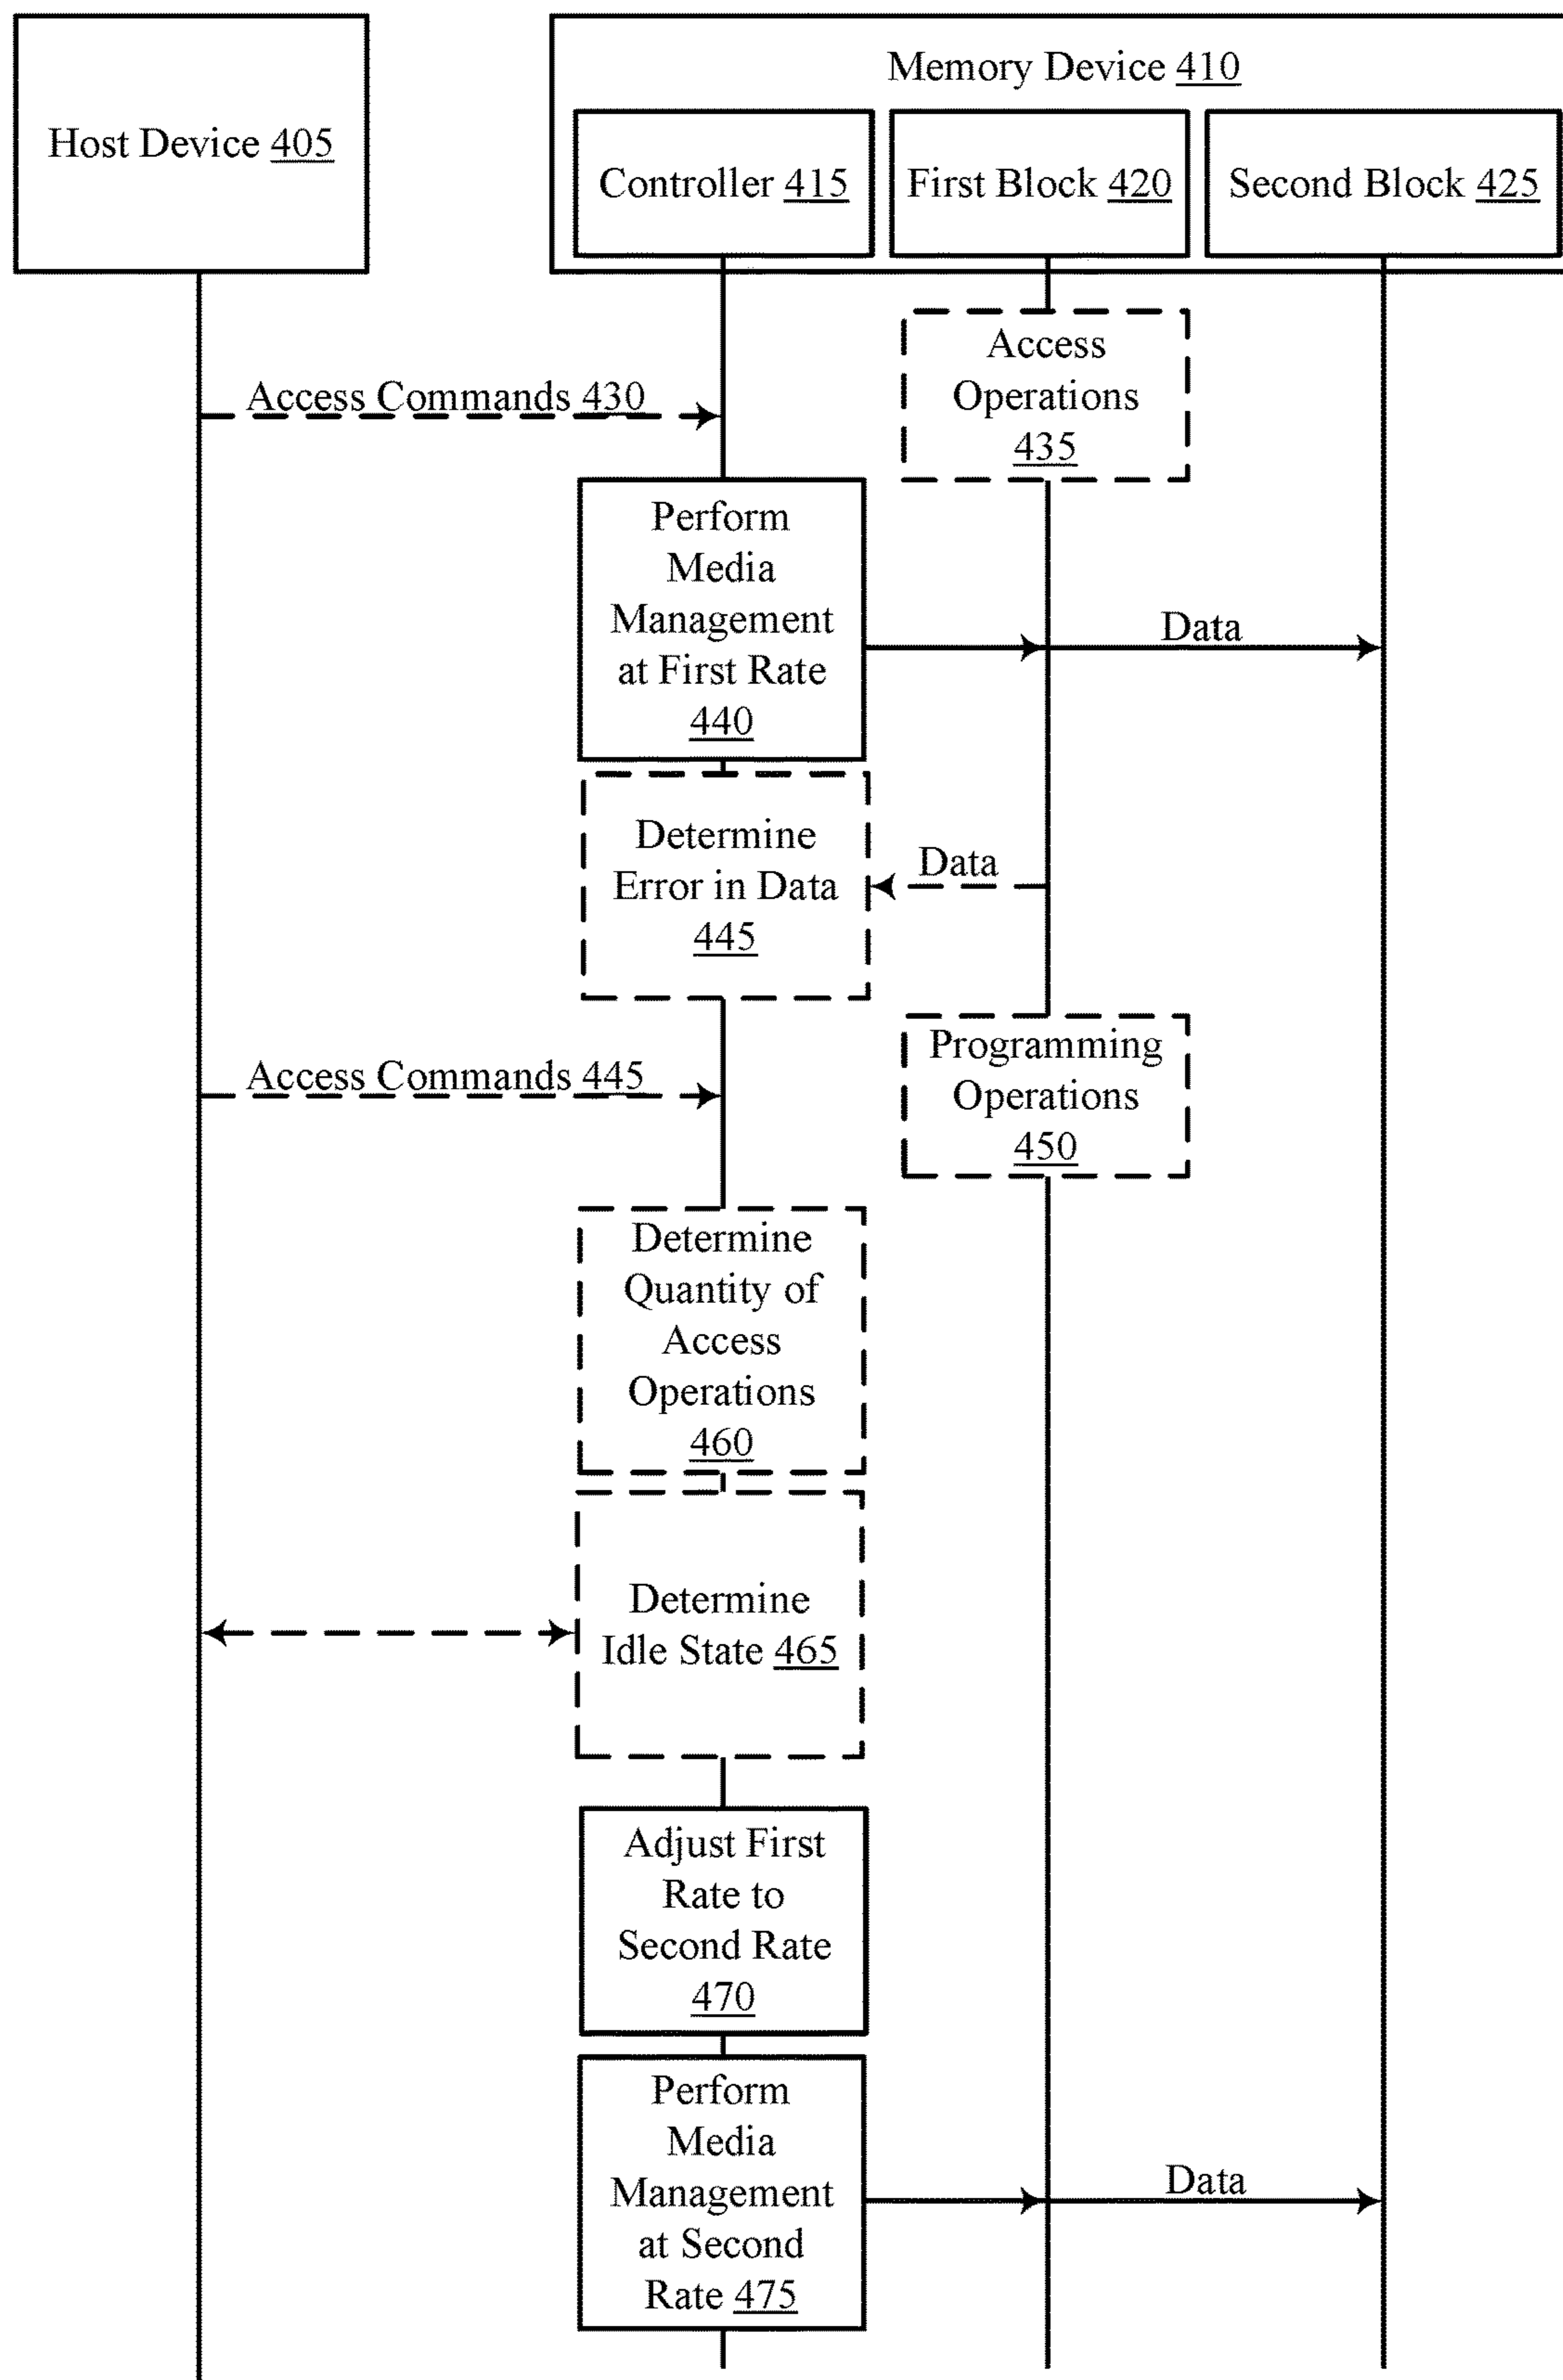 Host Device 405
Memory Device 410
Controller 415
First Block 420
Second Block 425
Access
Operations
435
Access Commands 430
Perform
Media
Management
at First Rate
440
Data
Determine
Error in Data
445
Data
Programming
Operations
450
Access Commands 445
Determine
Quantity of
Access
Operations
460
Determine
Idle State 465
Adjust First
Rate to
Second Rate
470
Perform
Media
Management
at Second
Rate 475
Data